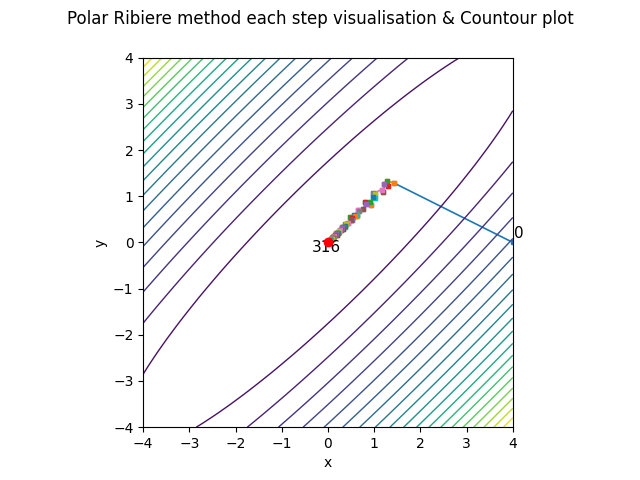 Polar Ribiere method each step visualisation & Countour plot
4
3
2
1
0
−1
−2
−3
−4
y
0
316
−4 −3 −2 −1 0 1 2 3 4
x